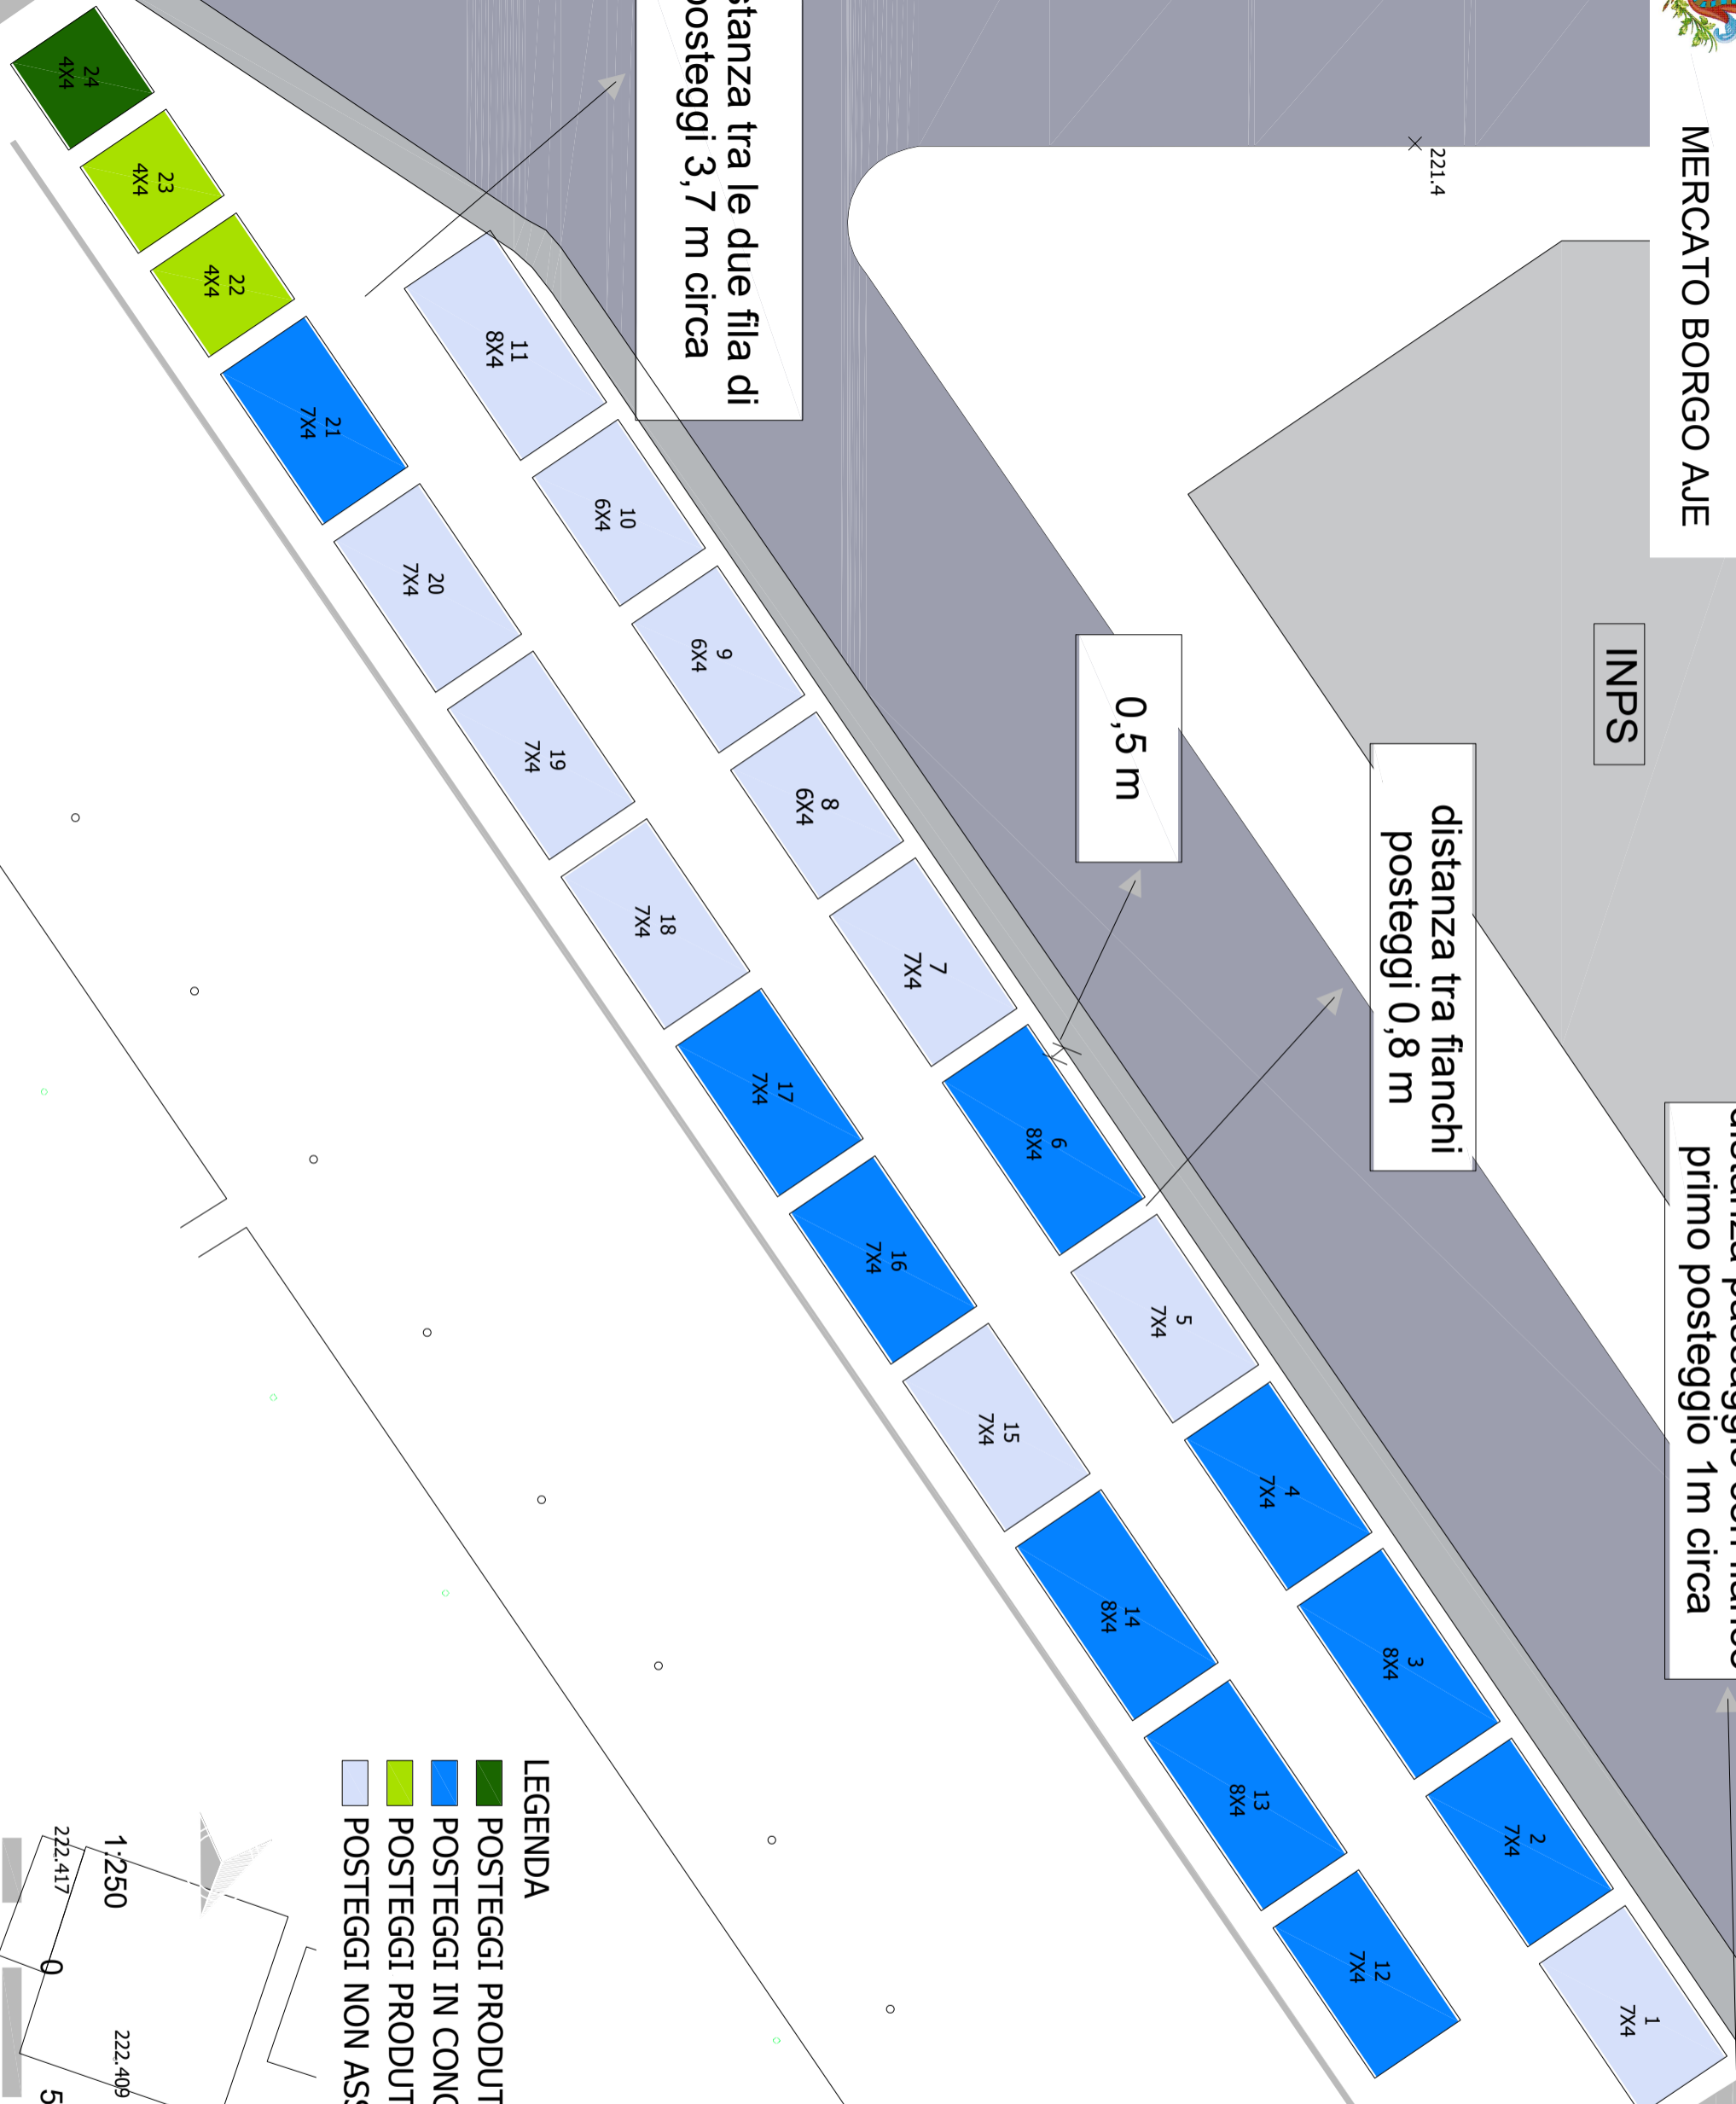 MERCATO BORGO AJE
INPS
221.4
stanza tra le due fila di
posteggi 3,7 m circa
0,5 m
distanza tra fianchi
posteggi 0,8 m
primo posteggio 1m circa
24
4X4
23
4X4
22
4X4
21
7X4
20
7X4
19
7X4
18
7X4
17
7X4
16
7X4
15
7X4
14
8X4
13
8X4
12
7X4
11
8X4
10
6X4
9
6X4
8
6X4
7
7X4
6
8X4
5
7X4
4
7X4
3
8X4
2
7X4
1
7X4
LEGENDA
POSTEGGI PRODUT
POSTEGGI IN CONC
POSTEGGI PRODUT
POSTEGGI NON ASS
1:250
222.417
222.409
0
5